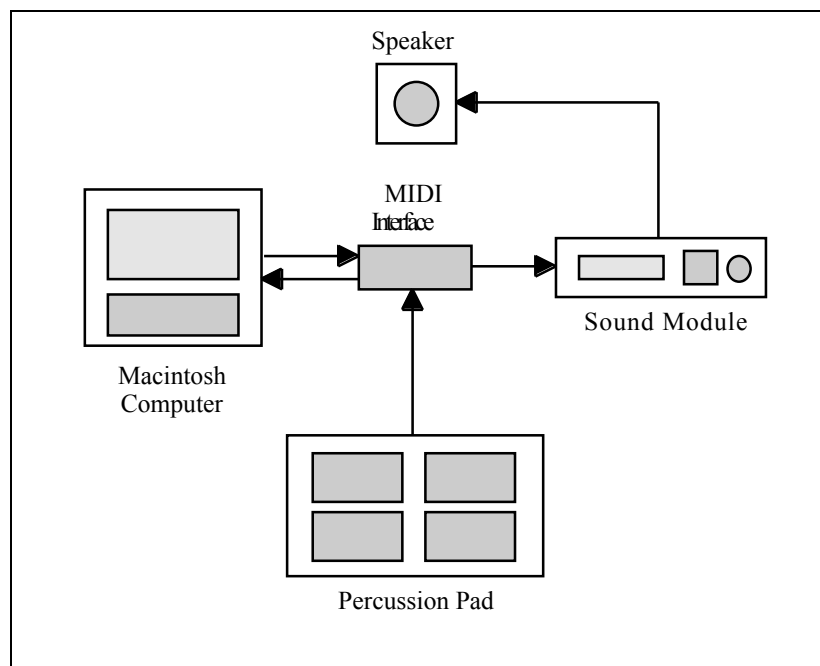 Speaker
MIDI
Interface
Sound Module
Macintosh
Computer
Percussion Pad